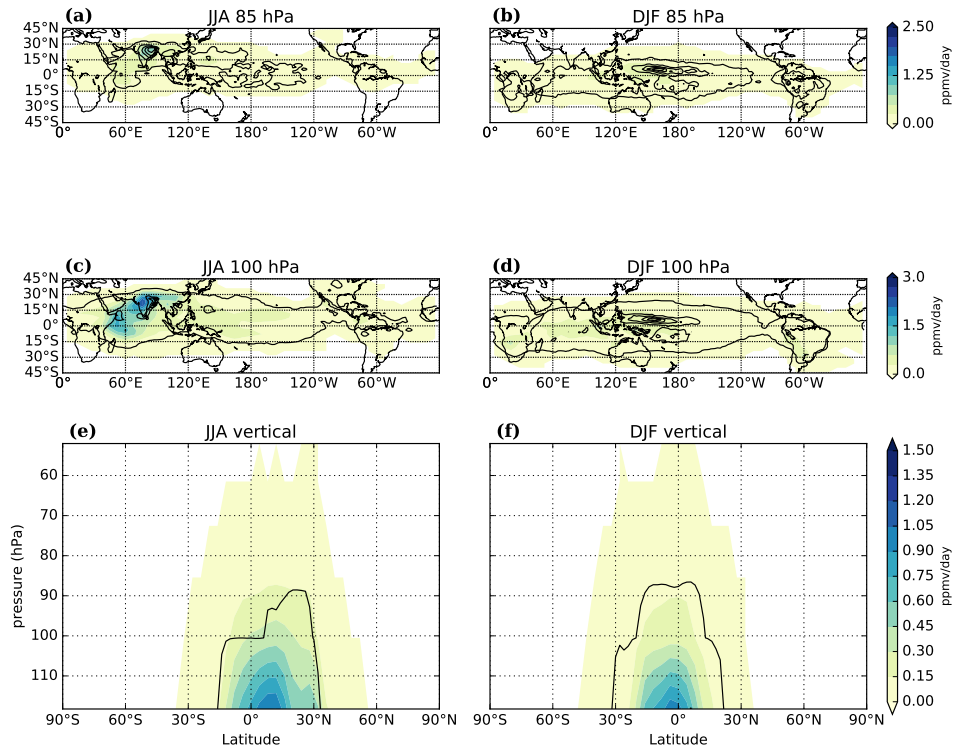 (a) JJA 85 hPa
45°N
30°N
15°N
0°
15°S
30°S
45°S
0° 60°E 120°E 180° 120°W 60°W
(b) DJF 85 hPa
0° 60°E 120°E 180° 120°W 60°W
2.50
1.25
0.00
ppmv/day
(c) JJA 100 hPa
45°N
30°N
15°N
0°
15°S
30°S
45°S
0° 60°E 120°E 180° 120°W 60°W
(d) DJF 100 hPa
0° 60°E 120°E 180° 120°W 60°W
3.0
1.5
0.0
ppmv/day
(e) JJA vertical
pressure (hPa)
60
70
80
90
100
110
90°S 60°S 30°S 0° 30°N 60°N 90°N
Latitude
(f) DJF vertical
90°S 60°S 30°S 0° 30°N 60°N 90°N
Latitude
1.50
1.35
1.20
1.05
0.90
0.75
0.60
0.45
0.30
0.15
0.00
ppmv/day